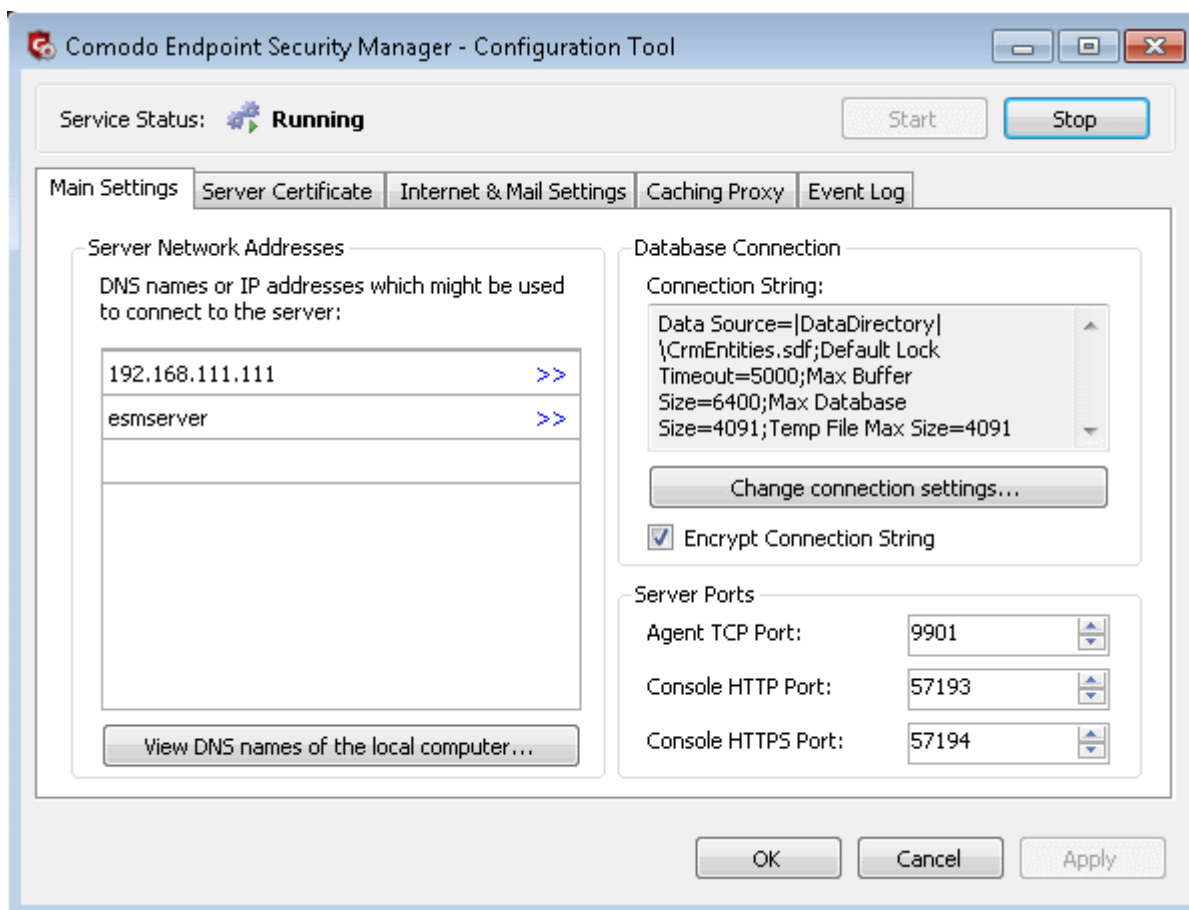 Comodo Endpoint Security Manager - Configuration Tool
Service Status: Running
Start
Stop
Main Settings
Server Certificate
Internet & Mail Settings
Caching Proxy
Event Log
Server Network Addresses
DNS names or IP addresses which might be used
to connect to the server:
192.168.111.111 >>
esmserver >>
View DNS names of the local computer...
Database Connection
Connection String:
Data Source=|DataDirectory|
\CrmEntities.sdf;Default Lock
Timeout=5000;Max Buffer
Size=6400;Max Database
Size=4091;Temp File Max Size=4091
Change connection settings...
Encrypt Connection String
Server Ports
Agent TCP Port: 9901
Console HTTP Port: 57193
Console HTTPS Port: 57194
OK
Cancel
Apply